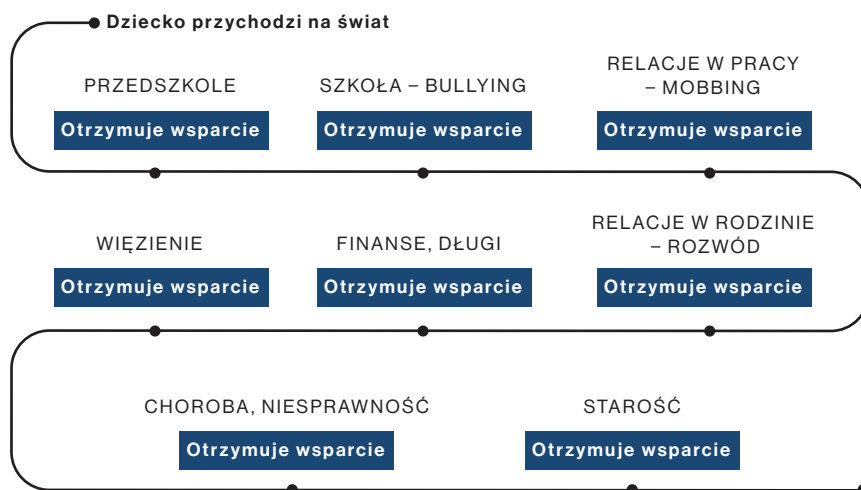 Dziecko przychodzi na świat
PRZEDSZKOLE
Otrzymuje wsparcie
SZKOŁA – BULLYING
Otrzymuje wsparcie
RELACJE W PRACY
– MOBBING
Otrzymuje wsparcie
WIĘZIENIE
Otrzymuje wsparcie
FINANSE, DŁUGI
Otrzymuje wsparcie
RELACJE W RODZINIE
– ROZWÓD
Otrzymuje wsparcie
CHOROBA, NIESPRAWNOŚĆ
Otrzymuje wsparcie
STAROŚĆ
Otrzymuje wsparcie